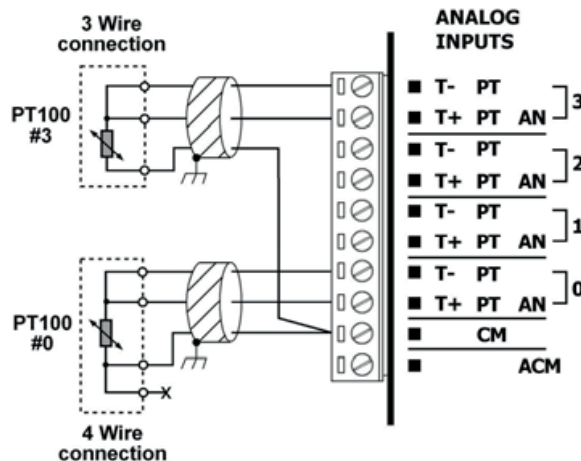 3 Wire
connection
PT100
#3
PT100
#0
4 Wire
connection
X
ANALOG
INPUTS
T- PT
T+ PT AN
3
T- PT
T+ PT AN
2
T- PT
T+ PT AN
1
T- PT
T+ PT AN
0
CM
ACM